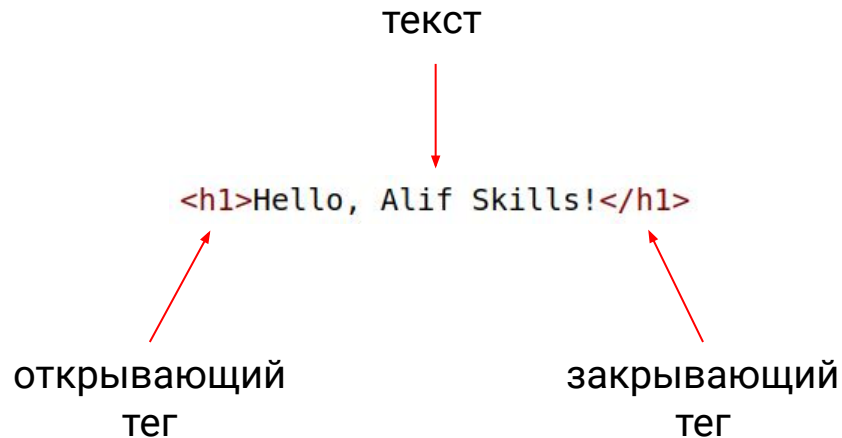 текст
<h1>Hello, Alif Skills!</h1>
открывающий
тег
закрывающий
тег